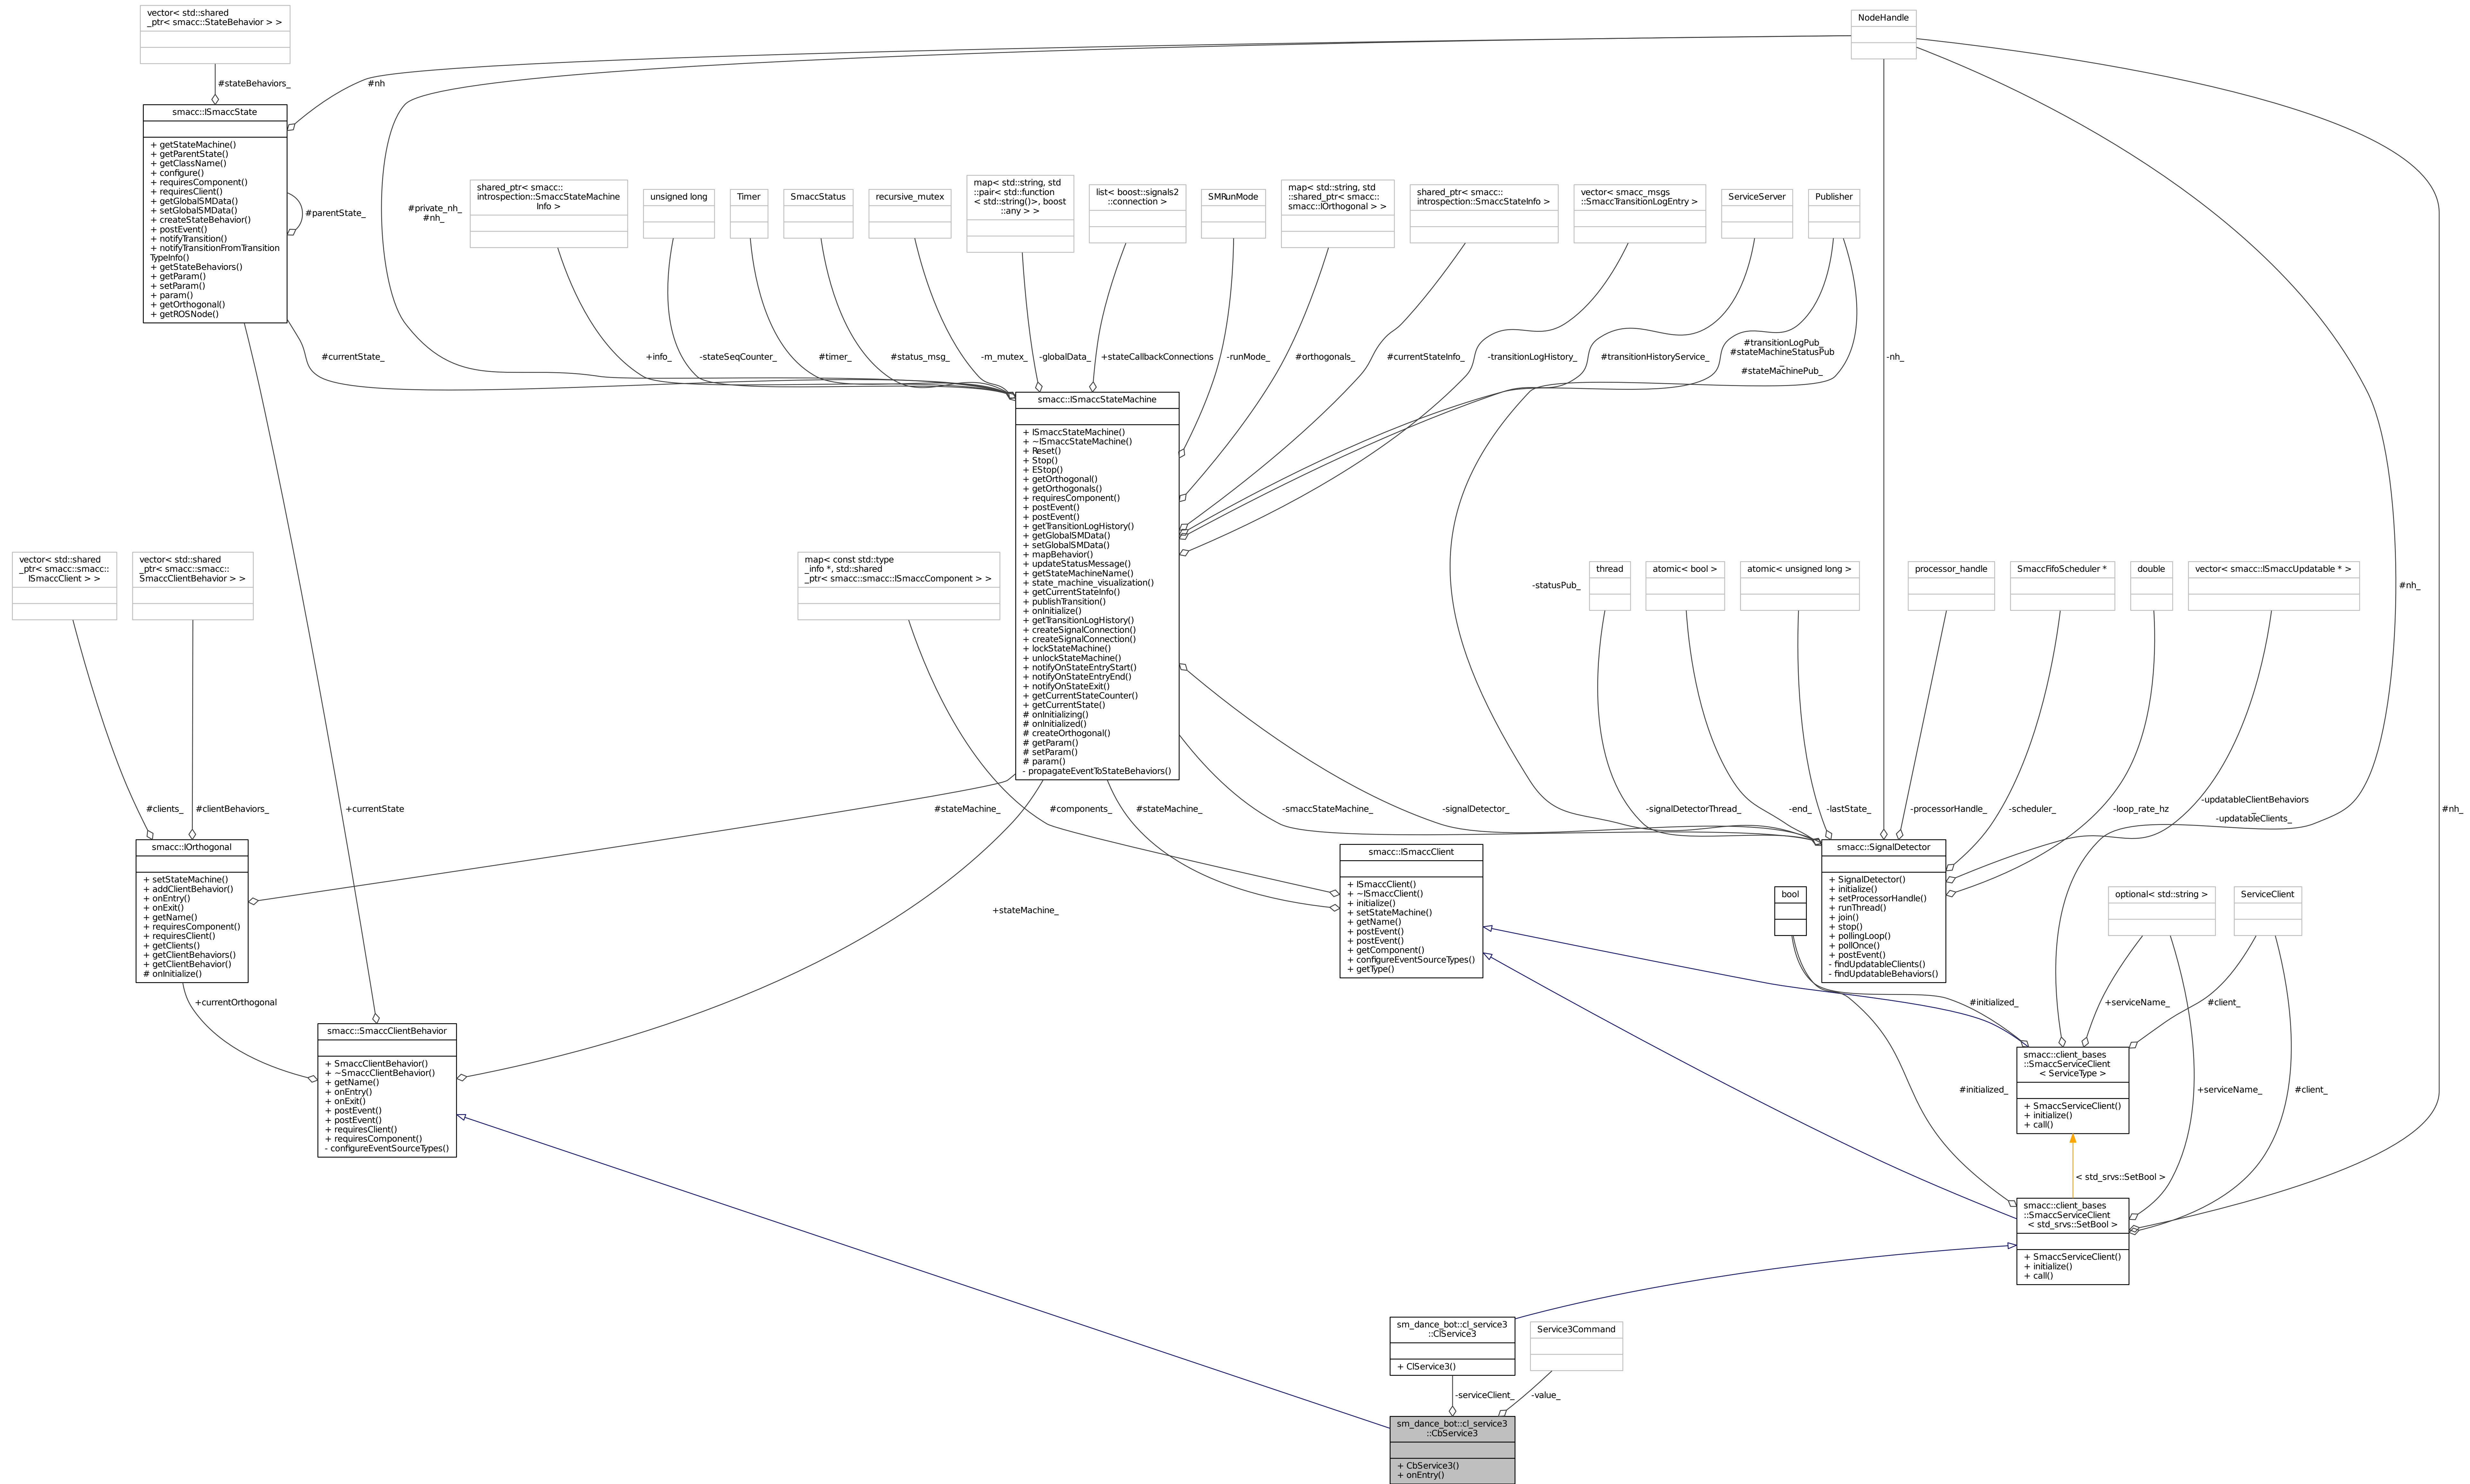 vector< std::shared
_ptr< smacc::StateBehavior > >
NodeHandle
#stateBehaviors_
#nh
smacc::ISmaccState
+ getStateMachine()
+ getParentState()
+ getClassName()
+ configure()
+ requiresComponent()
+ requiresClient()
+ getGlobalSMData()
+ setGlobalSMData()
+ createStateBehavior()
+ postEvent()
+ notifyTransition()
+ notifyTransitionFromTransition
TypeInfo()
+ getStateBehaviors()
+ getParam()
+ setParam()
+ param()
+ getOrthogonal()
+ getROSNode()
#parentState_
#private_nh_
#nh_
shared_ptr< smacc::
introspection::SmaccStateMachine
Info >
unsigned long
Timer
SmaccStatus
recursive_mutex
map< std::string, std
::pair< std::function
< std::string()>, boost
::any > >
list< boost::signals2
::connection >
SMRunMode
map< std::string, std
::shared_ptr< smacc::
smacc::IOrthogonal > >
shared_ptr< smacc::
introspection::SmaccStateInfo >
vector< smacc_msgs
::SmaccTransitionLogEntry >
ServiceServer
Publisher
#currentState_
+info_
-stateSeqCounter_
#timer_
#status_msg_
-m_mutex_
-globalData_
+stateCallbackConnections
-runMode_
#orthogonals_
#currentStateInfo_
-transitionLogHistory_
#transitionHistoryService_
#transitionLogPub_
#stateMachineStatusPub
_
#stateMachinePub_
-nh_
smacc::ISmaccStateMachine
+ ISmaccStateMachine()
+ ~ISmaccStateMachine()
+ Reset()
+ Stop()
+ EStop()
+ getOrthogonal()
+ getOrthogonals()
+ requiresComponent()
+ postEvent()
+ postEvent()
+ getTransitionLogHistory()
+ getGlobalSMData()
+ setGlobalSMData()
+ mapBehavior()
+ updateStatusMessage()
+ getStateMachineName()
+ state_machine_visualization()
+ getCurrentStateInfo()
+ publishTransition()
+ onInitialize()
+ getTransitionLogHistory()
+ createSignalConnection()
+ createSignalConnection()
+ lockStateMachine()
+ unlockStateMachine()
+ notifyOnStateEntryStart()
+ notifyOnStateEntryEnd()
+ notifyOnStateExit()
+ getCurrentStateCounter()
+ getCurrentState()
# onInitializing()
# onInitialized()
# createOrthogonal()
# getParam()
# setParam()
# param()
- propagateEventToStateBehaviors()
vector< std::shared
_ptr< smacc::smacc::
ISmaccClient > >
vector< std::shared
_ptr< smacc::smacc::
SmaccClientBehavior > >
map< const std::type
_info *, std::shared
_ptr< smacc::smacc::ISmaccComponent > >
-statusPub_
thread
atomic< bool >
atomic< unsigned long >
processor_handle
SmaccFifoScheduler *
double
vector< smacc::ISmaccUpdatable * >
#nh_
#clients_
#clientBehaviors_
+currentState
#stateMachine_
#components_
#stateMachine_
-smaccStateMachine_
-signalDetector_
-signalDetectorThread_
-end_
-lastState_
-processorHandle_
-scheduler_
-loop_rate_hz
-updatableClientBehaviors
_
-updatableClients_
#nh_
smacc::IOrthogonal
+ setStateMachine()
+ addClientBehavior()
+ onEntry()
+ onExit()
+ getName()
+ requiresComponent()
+ requiresClient()
+ getClients()
+ getClientBehaviors()
+ getClientBehavior()
# onInitialize()
+stateMachine_
smacc::ISmaccClient
+ ISmaccClient()
+ ~ISmaccClient()
+ initialize()
+ setStateMachine()
+ getName()
+ postEvent()
+ postEvent()
+ getComponent()
+ configureEventSourceTypes()
+ getType()
bool
smacc::SignalDetector
+ SignalDetector()
+ initialize()
+ setProcessorHandle()
+ runThread()
+ join()
+ stop()
+ pollingLoop()
+ pollOnce()
+ postEvent()
- findUpdatableClients()
- findUpdatableBehaviors()
optional< std::string >
ServiceClient
+currentOrthogonal
#initialized_
+serviceName_
#client_
smacc::SmaccClientBehavior
+ SmaccClientBehavior()
+ ~SmaccClientBehavior()
+ getName()
+ onEntry()
+ onExit()
+ postEvent()
+ postEvent()
+ requiresClient()
+ requiresComponent()
- configureEventSourceTypes()
#initialized_
smacc::client_bases
::SmaccServiceClient
< ServiceType >
+ SmaccServiceClient()
+ initialize()
+ call()
+serviceName_
#client_
< std_srvs::SetBool >
smacc::client_bases
::SmaccServiceClient
< std_srvs::SetBool >
+ SmaccServiceClient()
+ initialize()
+ call()
sm_dance_bot::cl_service3
::ClService3
+ ClService3()
Service3Command
-serviceClient_
-value_
sm_dance_bot::cl_service3
::CbService3
+ CbService3()
+ onEntry()